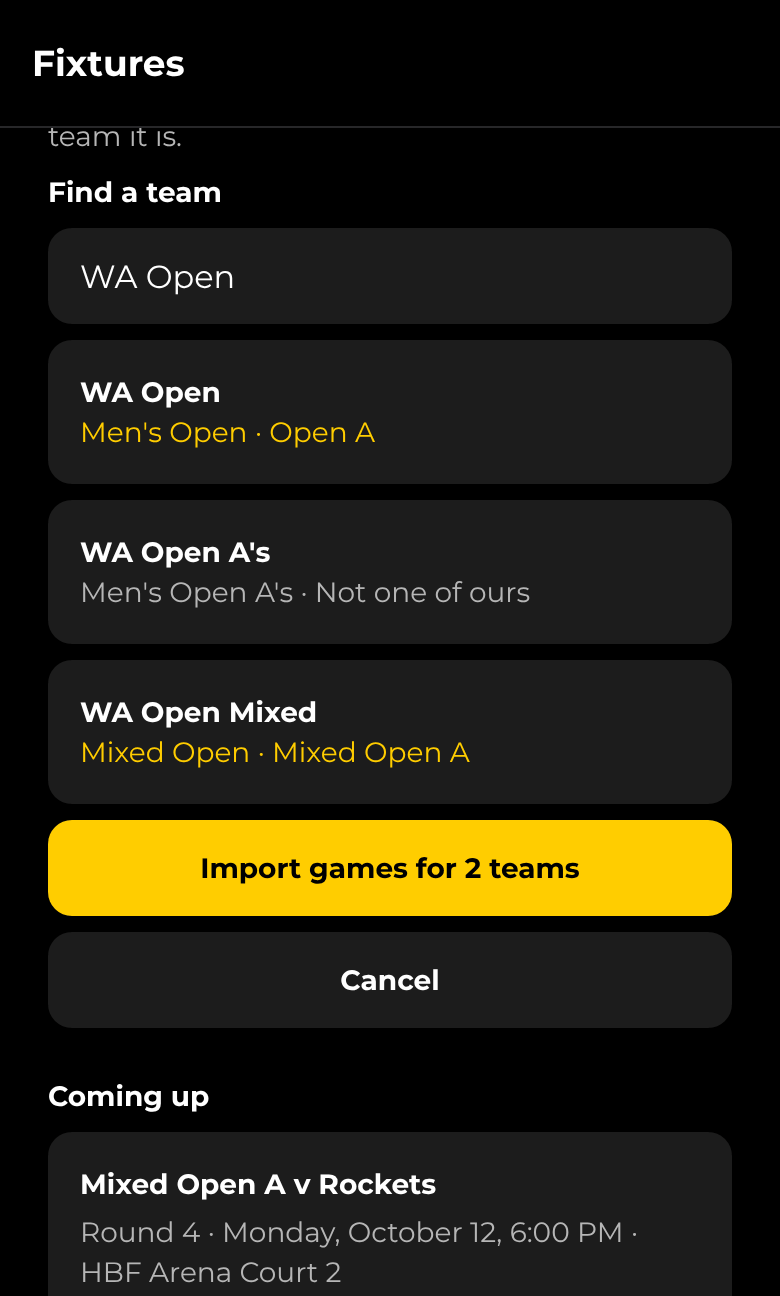 Fixtures
team it is.
Find a team
WA Open
WA Open
Men's Open · Open A
WA Open A's
Men's Open A's · Not one of ours
WA Open Mixed
Mixed Open · Mixed Open A
Import games for 2 teams
Cancel
Coming up
Mixed Open A v Rockets
Round 4 · Monday, October 12, 6:00 PM ·
HBF Arena Court 2